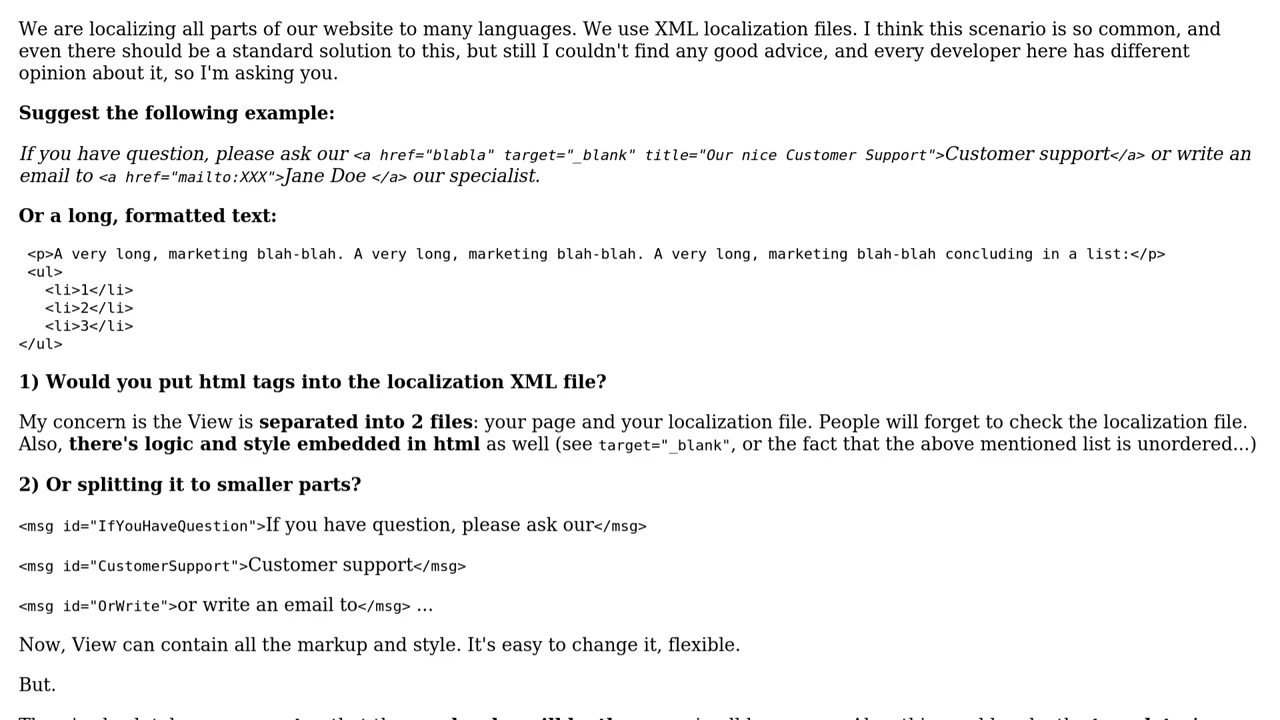 We are localizing all parts of our website to many languages. We use XML localization files. I think this scenario is so common, and
even there should be a standard solution to this, but still I couldn't find any good advice, and every developer here has different
opinion about it, so I'm asking you.
Suggest the following example:
If you have question, please ask our <a href="blabla" target="_blank" title="Our nice Customer Support">Customer support</a> or write an
email to <a href="mailto:XXX">Jane Doe </a> our specialist.
Or a long, formatted text:
<p>A very long, marketing blah-blah. A very long, marketing blah-blah. A very long, marketing blah-blah concluding in a list:</p>
<ul>
<li>1</li>
<li>2</li>
<li>3</li>
</ul>
1) Would you put html tags into the localization XML file?
My concern is the View is separated into 2 files: your page and your localization file. People will forget to check the localization file.
Also, there's logic and style embedded in html as well (see target="_blank", or the fact that the above mentioned list is unordered...)
2) Or splitting it to smaller parts?
<msg id="IfYouHaveQuestion">If you have question, please ask our</msg>
<msg id="CustomerSupport">Customer support</msg>
<msg id="OrWrite">or write an email to</msg> ...
Now, View can contain all the markup and style. It's easy to change it, flexible.
But.